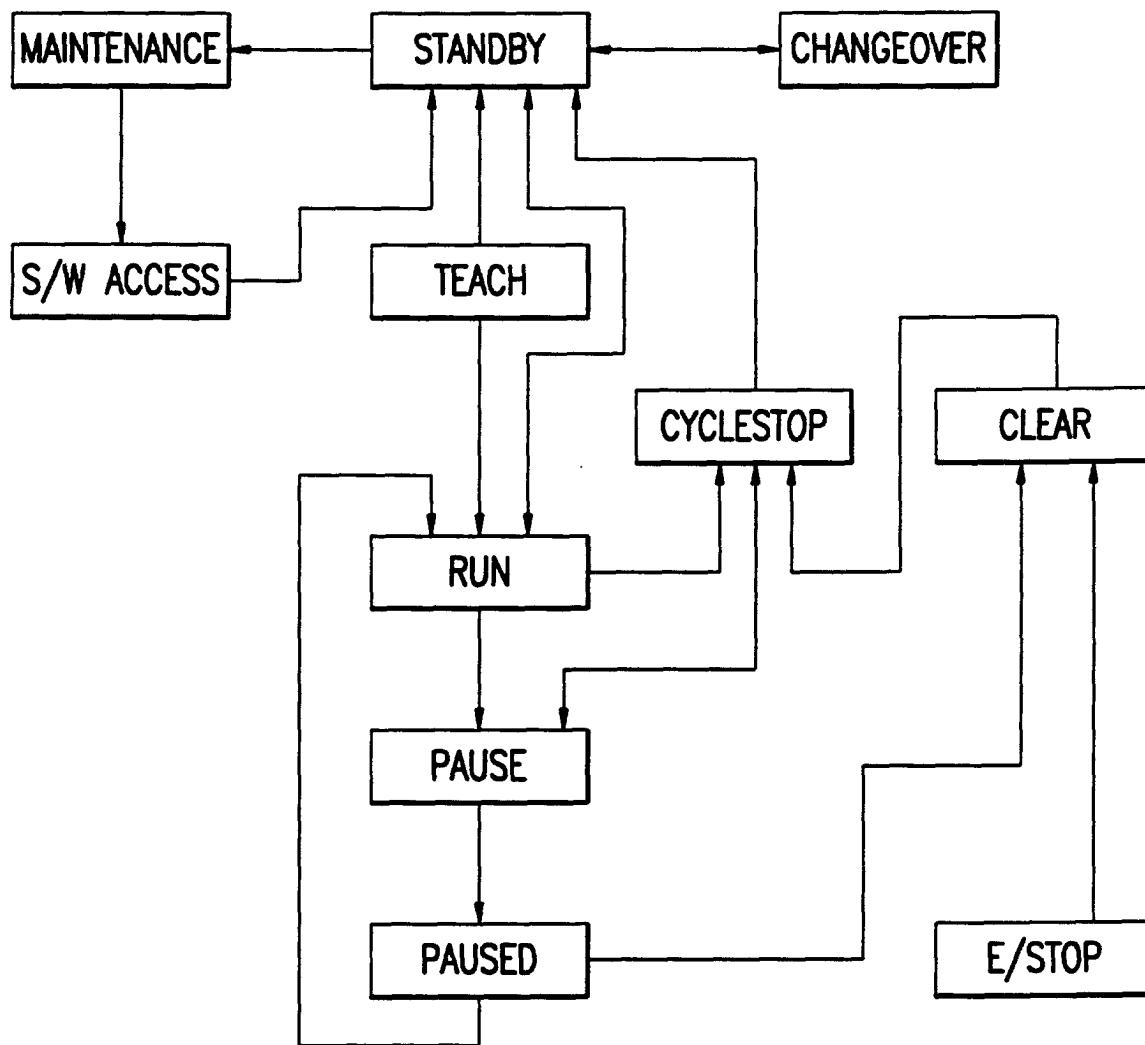 MAINTENANCE
STANDBY
CHANGEOVER
S/W ACCESS
TEACH
CYCLESTOP
CLEAR
RUN
PAUSE
PAUSED
E/STOP